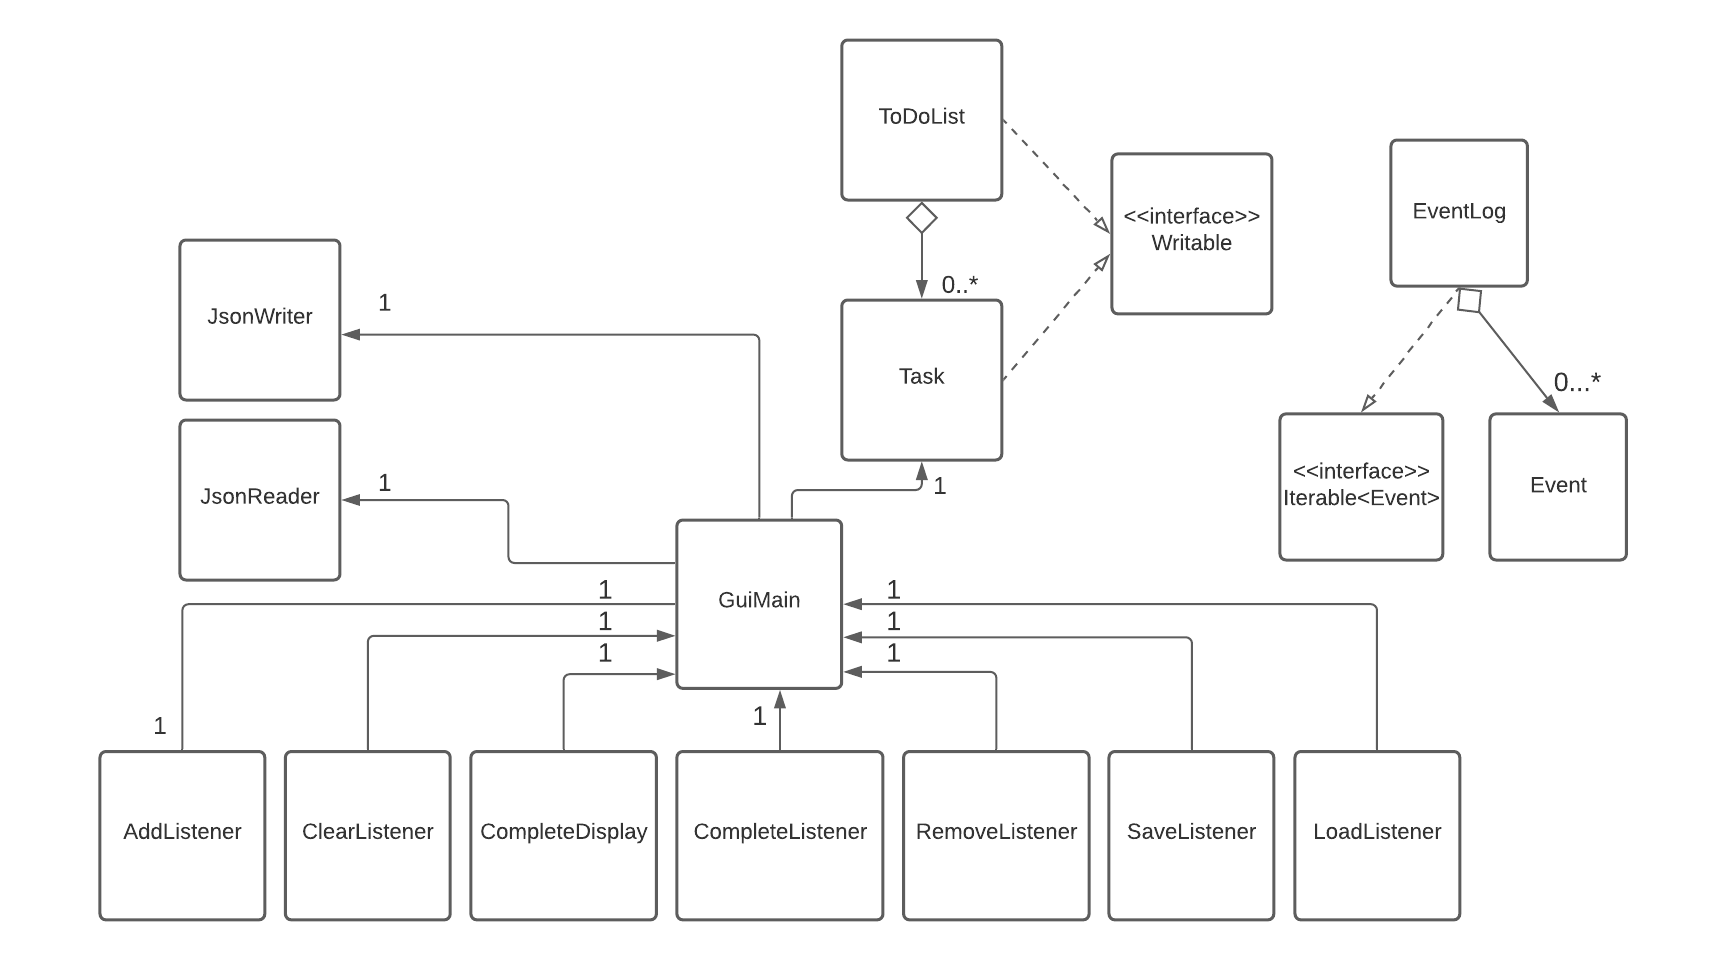 ToDoList
<<interface>>
Writable
EventLog
JsonWriter
1
0..*
Task
0...*
JsonReader
1
1
<<interface>>
Iterable<Event>
Event
GuiMain
1
1
1
1
1
1
1
1
AddListener
ClearListener
CompleteDisplay
CompleteListener
RemoveListener
SaveListener
LoadListener